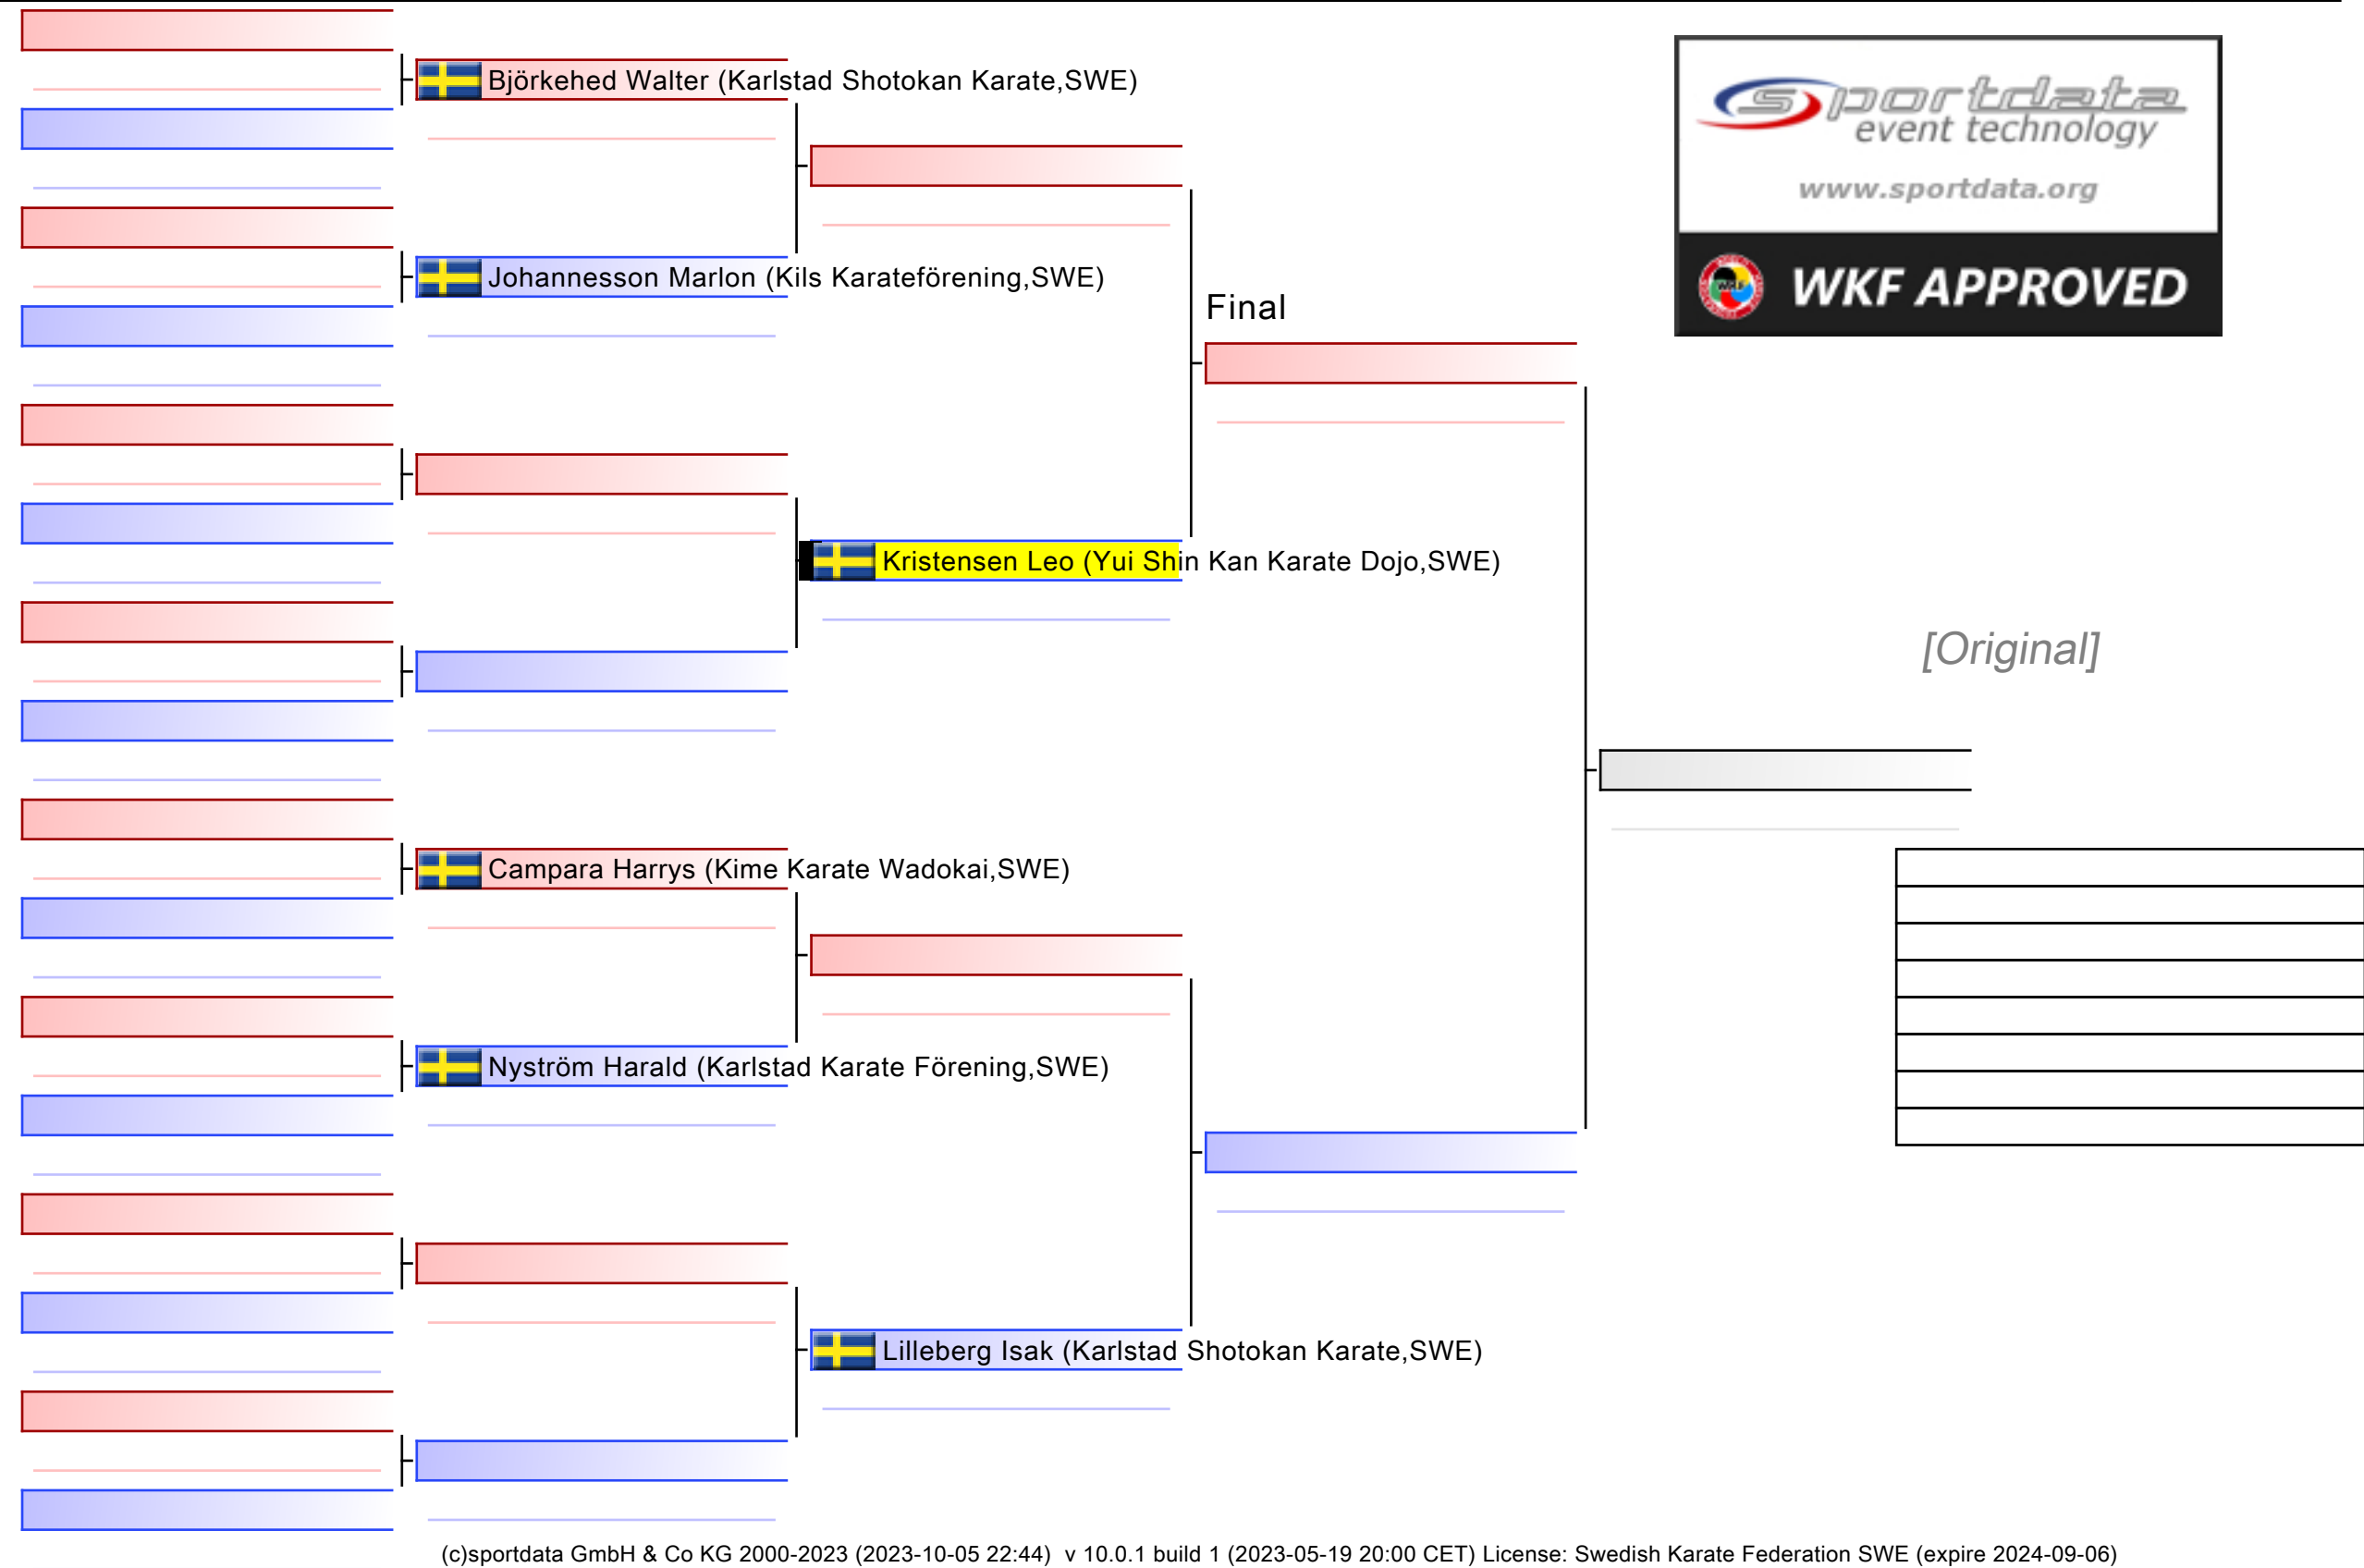 Björkehed Walter (Karlstad Shotokan Karate,SWE)
Johannesson Marlon (Kils Karateförening,SWE)
Kristensen Leo (Yui Shin Kan Karate Dojo,SWE)
Campara Harrys (Kime Karate Wadokai,SWE)
Nyström Harald (Karlstad Karate Förening,SWE)
Lilleberg Isak (Karlstad Shotokan Karate,SWE)
Final
sportdata
event technology
www.sportdata.org
WKF APPROVED
[Original]
(c)sportdata GmbH & Co KG 2000-2023 (2023-10-05 22:44) v 10.0.1 build 1 (2023-05-19 20:00 CET) License: Swedish Karate Federation SWE (expire 2024-09-06)